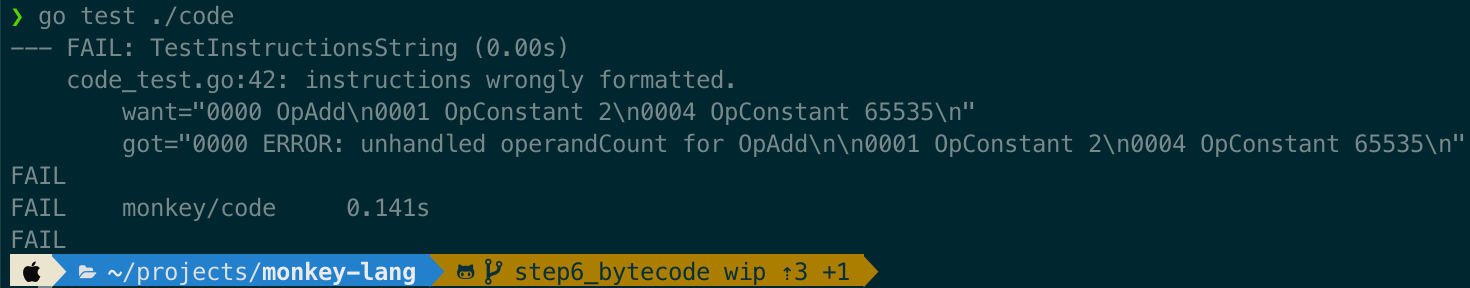 ❯ go test ./code
--- FAIL: TestInstructionsString (0.00s)
    code_test.go:42: instructions wrongly formatted.
        want="0000 OpAdd\n0001 OpConstant 2\n0004 OpConstant 65535\n"
        got="0000 ERROR: unhandled operandCount for OpAdd\n\n0001 OpConstant 2\n0004 OpConstant 65535\n"
FAIL
FAIL    monkey/code     0.141s
FAIL
~/projects/monkey-lang step6_bytecode wip ⇡3 +1